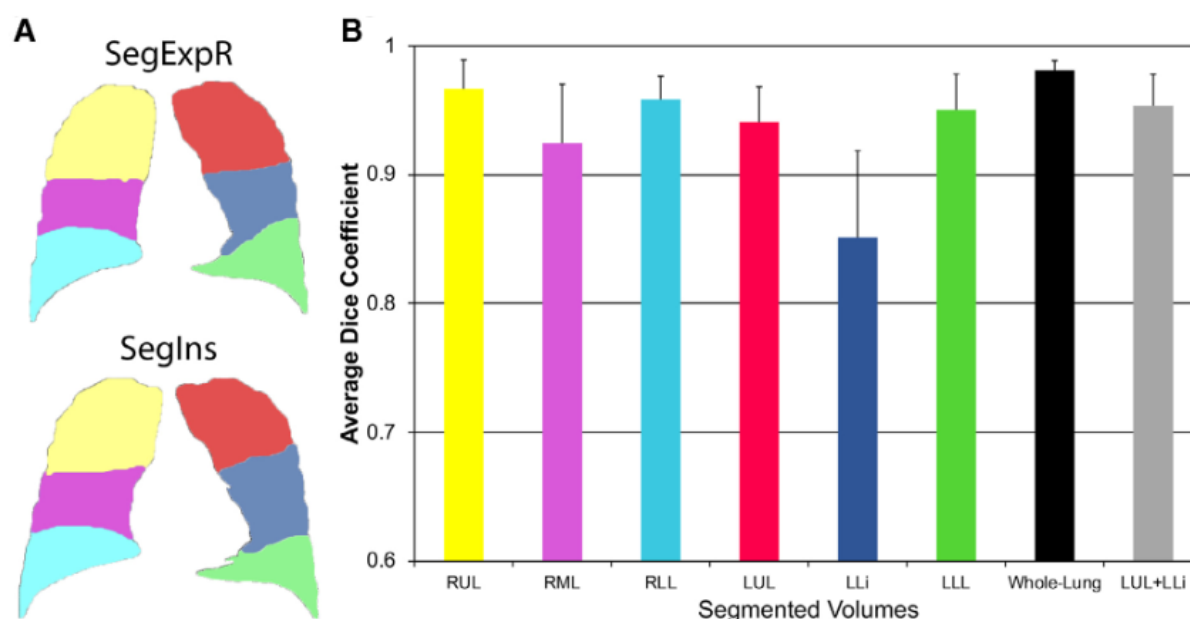 A
SegExpR
SegIns
B
Average Dice Coefficient
1
0.9
0.8
0.7
0.6
RUL RML RLL LUL LLi LLL Whole-Lung LUL+LLi
Segmented Volumes